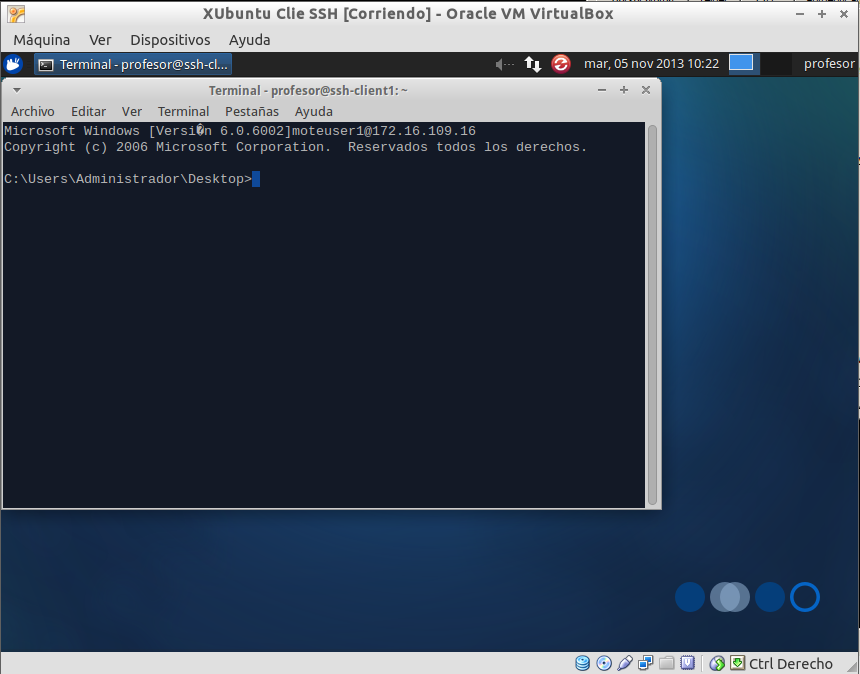 XUbuntu Clie SSH [Corriendo] - Oracle VM VirtualBox
Máquina Ver Dispositivos Ayuda
Terminal - profesor@ssh-cl... mar, 05 nov 2013 10:22 profesor
Terminal - profesor@ssh-client1: ~
Archivo Editar Ver Terminal Pestañas Ayuda
Microsoft Windows [Versi�n 6.0.6002]moteuser1@172.16.109.16
Copyright (c) 2006 Microsoft Corporation. Reservados todos los derechos.
C:\Users\Administrador\Desktop>
Ctrl Derecho